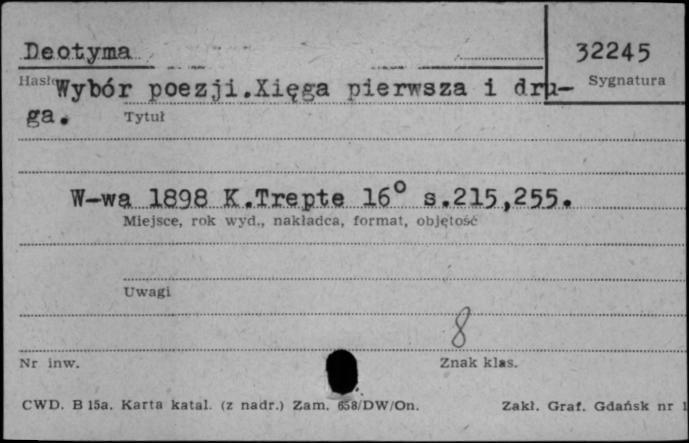 Deotyma 32245
Hasło Sygnatura
Wybór poezji.Xięga pierwsza i dru-
ga. Tytuł
W-wa 1898 K.Trepte 16° s.215,255.
Miejsce, rok wyd., nakładca, format, objętość
Uwagi
8
Nr inw. Znak klas.
CWD. B 15a. Karta katal. (z nadr.) Zam. 658/DW/On. Zakł. Graf. Gdańsk nr 1